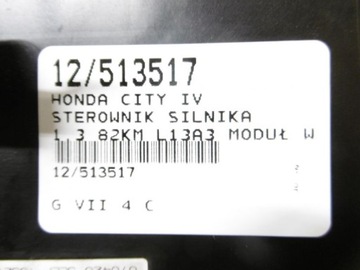 12/513517
HONDA CITY IV
STEROWNIK SILNIKA
1.3 82KM L13A3 MODUŁ W
12/513517
G VII 4 C